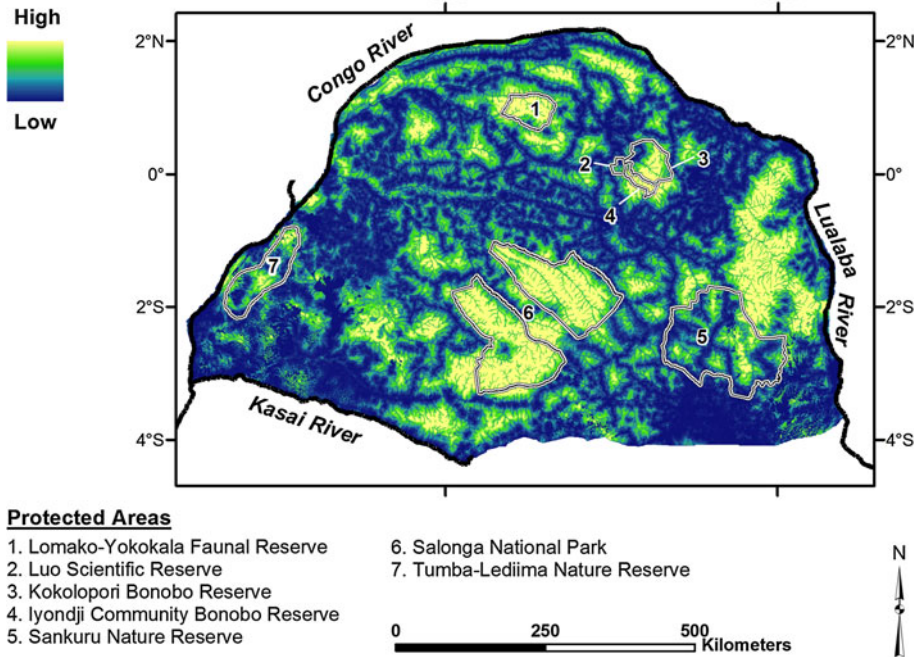 High
Low
2°N
2°N
0°
0°
2°S
2°S
4°S
4°S
Congo River
Lualaba River
Kasai River
1
2
3
4
5
6
7
Protected Areas
1. Lomako-Yokokala Faunal Reserve
2. Luo Scientific Reserve
3. Kokolopori Bonobo Reserve
4. Iyondji Community Bonobo Reserve
5. Sankuru Nature Reserve
6. Salonga National Park
7. Tumba-Lediima Nature Reserve
0 250 500 Kilometers
N